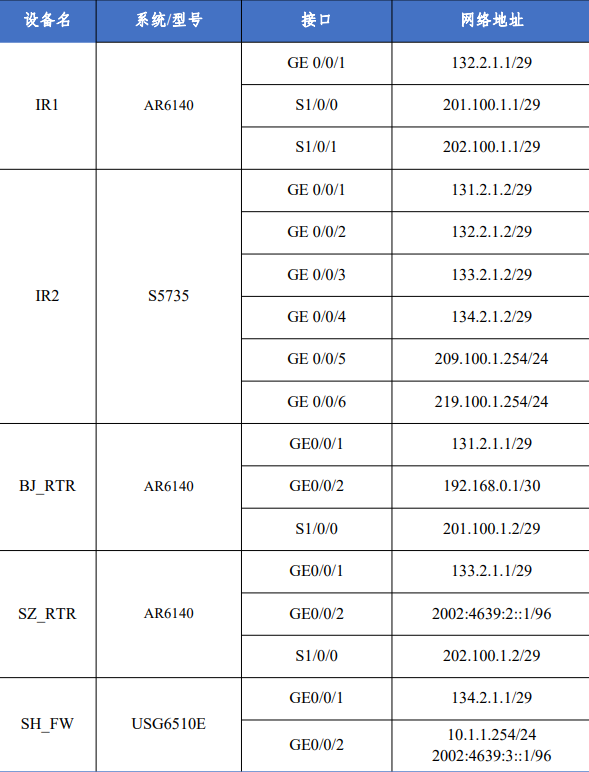 设备名 系统/型号 接口 网络地址
IR1 AR6140 GE 0/0/1 132.2.1.1/29
S1/0/0 201.100.1.1/29
S1/0/1 202.100.1.1/29
IR2 S5735 GE 0/0/1 131.2.1.2/29
GE 0/0/2 132.2.1.2/29
GE 0/0/3 133.2.1.2/29
GE 0/0/4 134.2.1.2/29
GE 0/0/5 209.100.1.254/24
GE 0/0/6 219.100.1.254/24
BJ_RTR AR6140 GE0/0/1 131.2.1.1/29
GE0/0/2 192.168.0.1/30
S1/0/0 201.100.1.2/29
SZ_RTR AR6140 GE0/0/1 133.2.1.1/29
GE0/0/2 2002:4639:2::1/96
S1/0/0 202.100.1.2/29
SH_FW USG6510E GE0/0/1 134.2.1.1/29
GE0/0/2 10.1.1.254/24
2002:4639:3::1/96